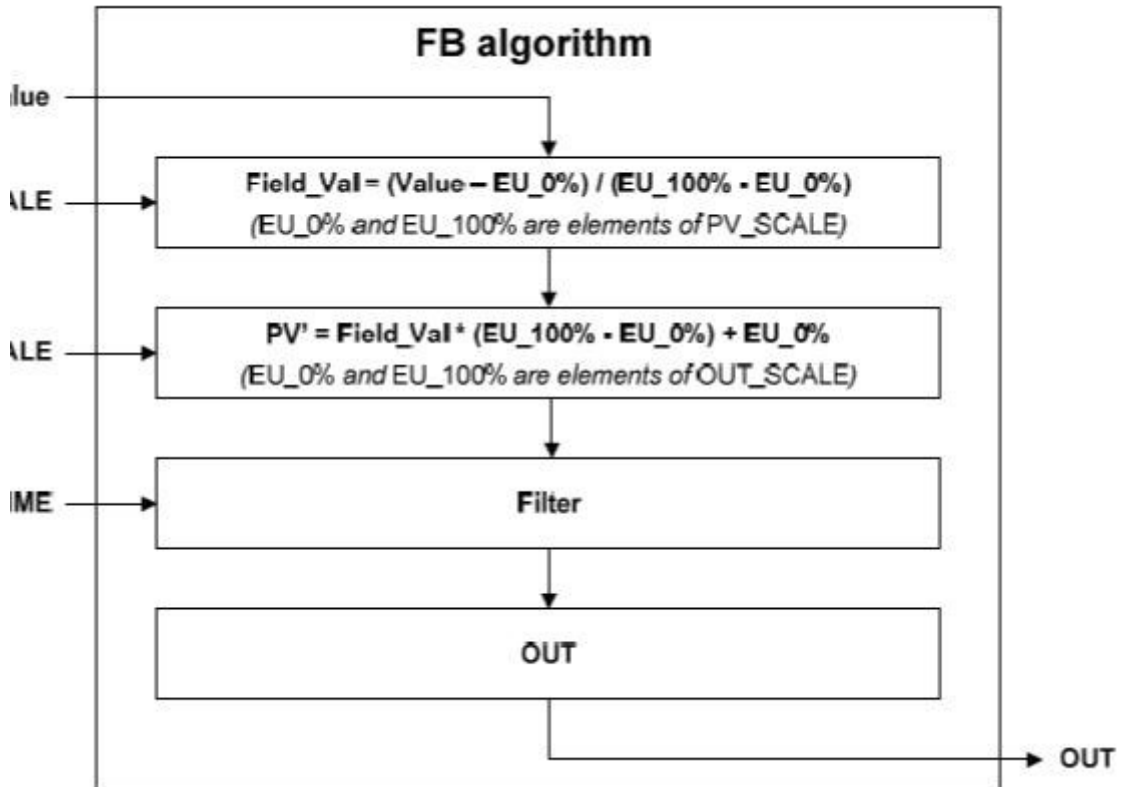 FB algorithm
alue
Field_Val = (Value – EU_0%) / (EU_100% - EU_0%)
ALE
(EU_0% and EU_100% are elements of PV_SCALE)
PV' = Field_Val * (EU_100% - EU_0%) + EU_0%
ALE
(EU_0% and EU_100% are elements of OUT_SCALE)
IME
Filter
OUT
OUT